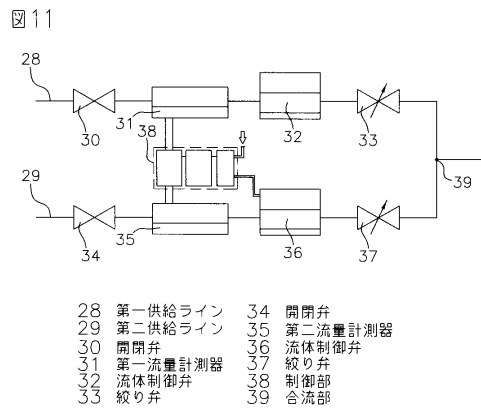 図11
28
30
31
38
32
33
29
39
34
35
36
37
28 第一供給ライン
29 第二供給ライン
30 開閉弁
31 第一流量計測器
32 流体制御弁
33 絞り弁
34 開閉弁
35 第二流量計測器
36 流体制御弁
37 絞り弁
38 制御部
39 合流部